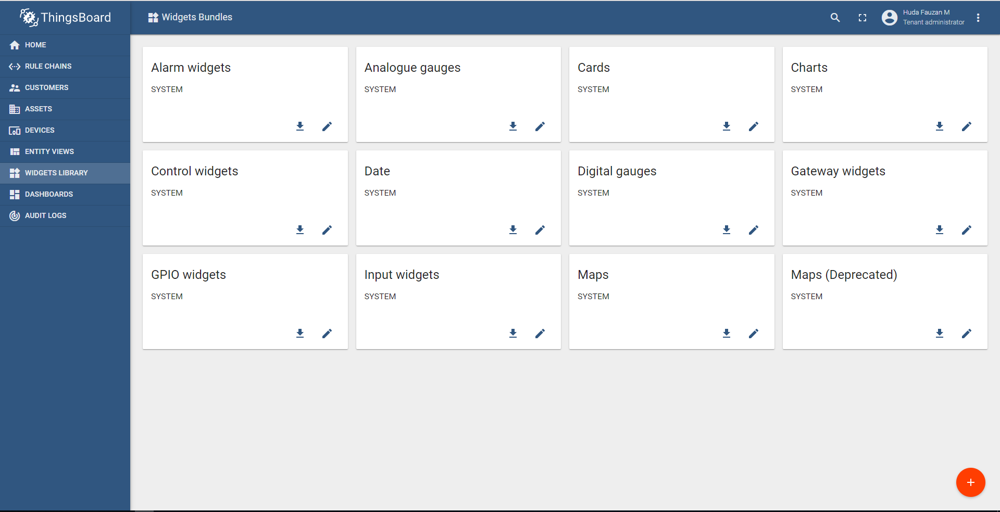 ThingsBoard
Widgets Bundles
Huda Fauzan M
Tenant administrator
HOME
RULE CHAINS
CUSTOMERS
ASSETS
DEVICES
ENTITY VIEWS
WIDGETS LIBRARY
DASHBOARDS
AUDIT LOGS
Alarm widgets
SYSTEM
Analogue gauges
SYSTEM
Cards
SYSTEM
Charts
SYSTEM
Control widgets
SYSTEM
Date
SYSTEM
Digital gauges
SYSTEM
Gateway widgets
SYSTEM
GPIO widgets
SYSTEM
Input widgets
SYSTEM
Maps
SYSTEM
Maps (Deprecated)
SYSTEM